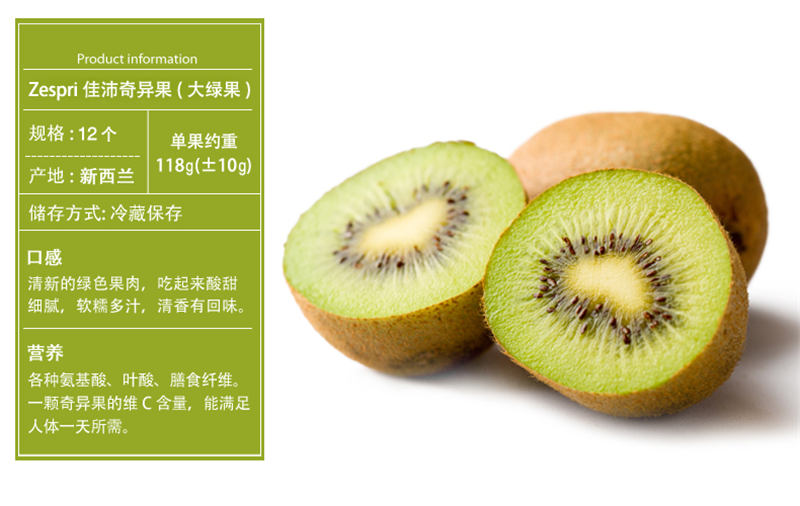 Product information
Zespri 佳沛奇异果 ( 大绿果 )
规格 : 12 个
产地 : 新西兰
单果约重
118g(±10g)
储存方式: 冷藏保存
口感
清新的绿色果肉，吃起来酸甜
细腻，软糯多汁，清香有回味。
营养
各种氨基酸、叶酸、膳食纤维。
一颗奇异果的维 C 含量，能满足
人体一天所需。